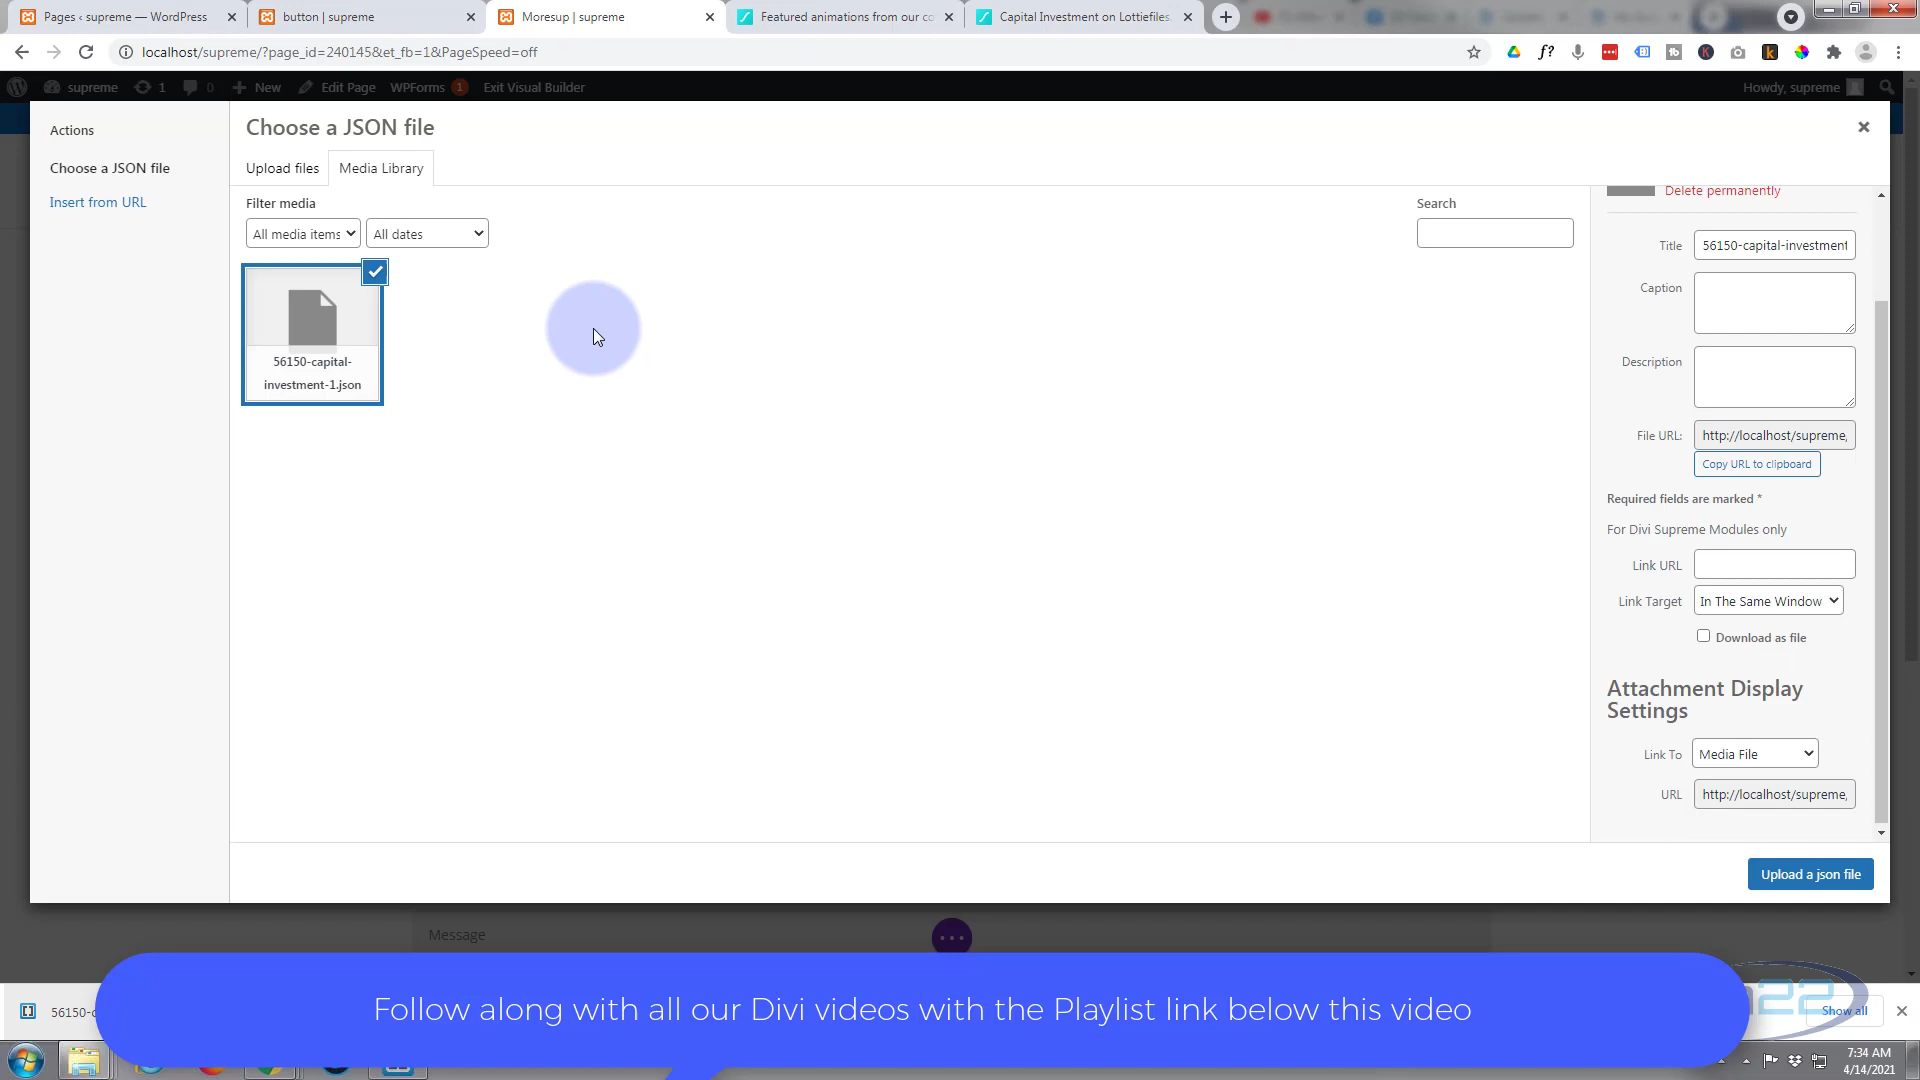 Pages ‹ supreme — WordPress
button | supreme
Moresup | supreme
Featured animations from our co
Capital Investment on Lottiefiles.
localhost/supreme/?page_id=240145&et_fb=1&PageSpeed=off
supreme
1
0
New
Edit Page
WPForms 1
Exit Visual Builder
Howdy, supreme
Actions
Choose a JSON file
Insert from URL
Choose a JSON file
Upload files
Media Library
Filter media
All media items
All dates
Search
56150-capital-
investment-1.json
Delete permanently
Title
56150-capital-investment
Caption
Description
File URL:
http://localhost/supreme,
Copy URL to clipboard
Required fields are marked *
For Divi Supreme Modules only
Link URL
Link Target
In The Same Window
Download as file
Attachment Display
Settings
Link To
Media File
URL
http://localhost/supreme,
Upload a json file
Message
56150-c
Follow along with all our Divi videos with the Playlist link below this video
22
Show all
7:34 AM
4/14/2021